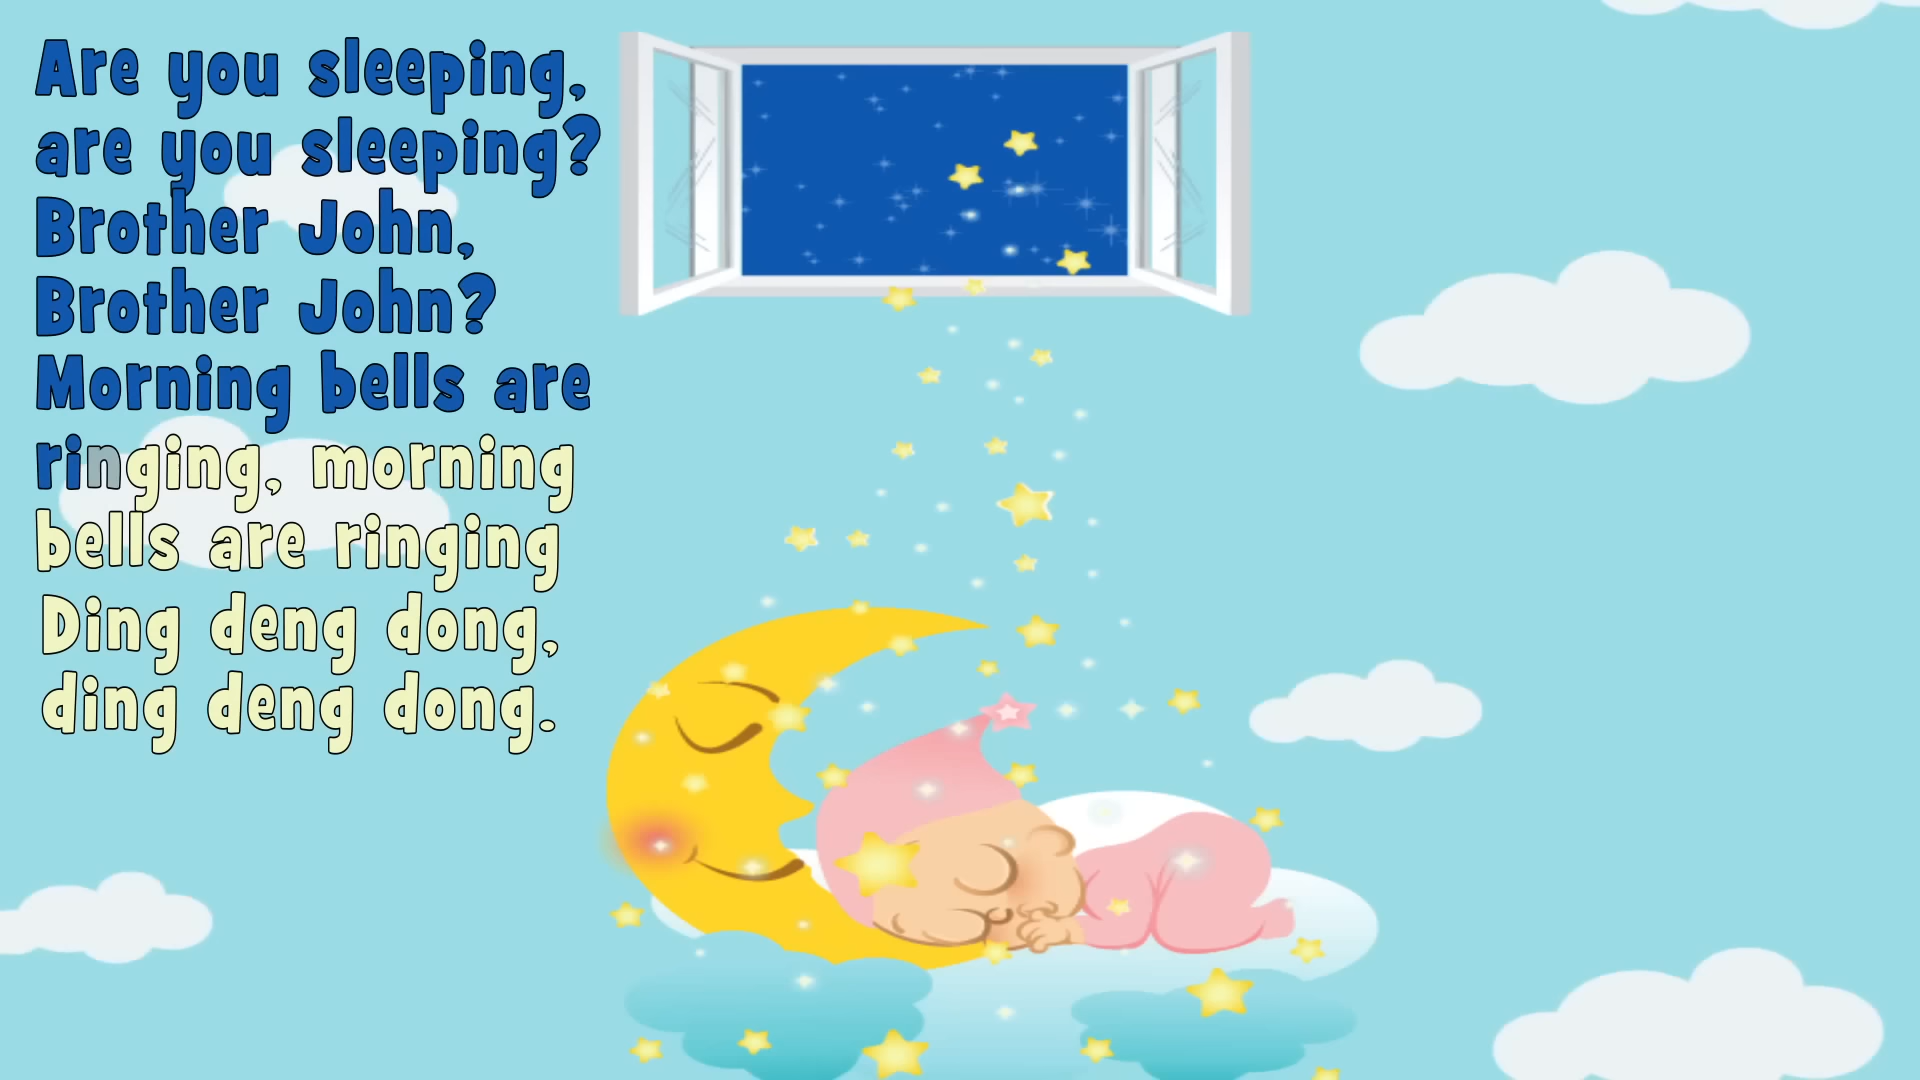 Are you sleeping,
are you sleeping?
Brother John,
Brother John?
Morning bells are
ringing, morning
bells are ringing
Ding deng dong,
ding deng dong.